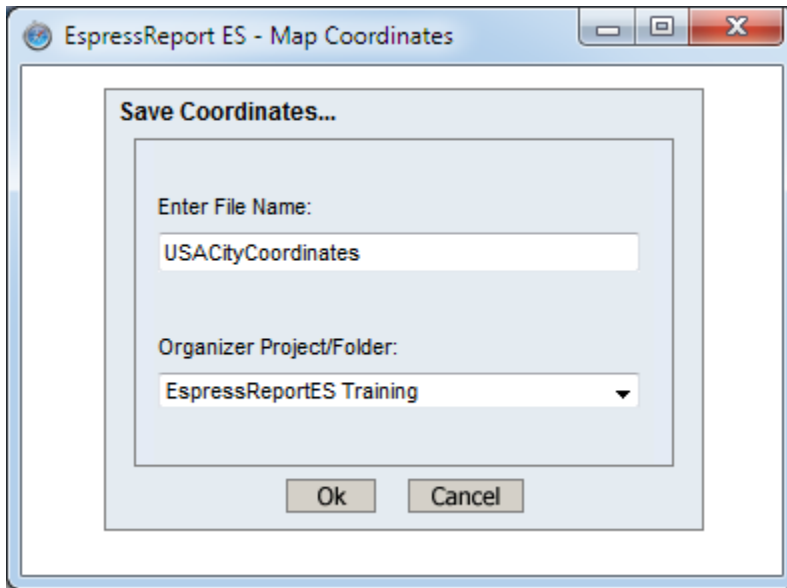 EspressReport ES - Map Coordinates
Save Coordinates...
Enter File Name:
USACityCoordinates
Organizer Project/Folder:
EspressReportES Training
Ok Cancel